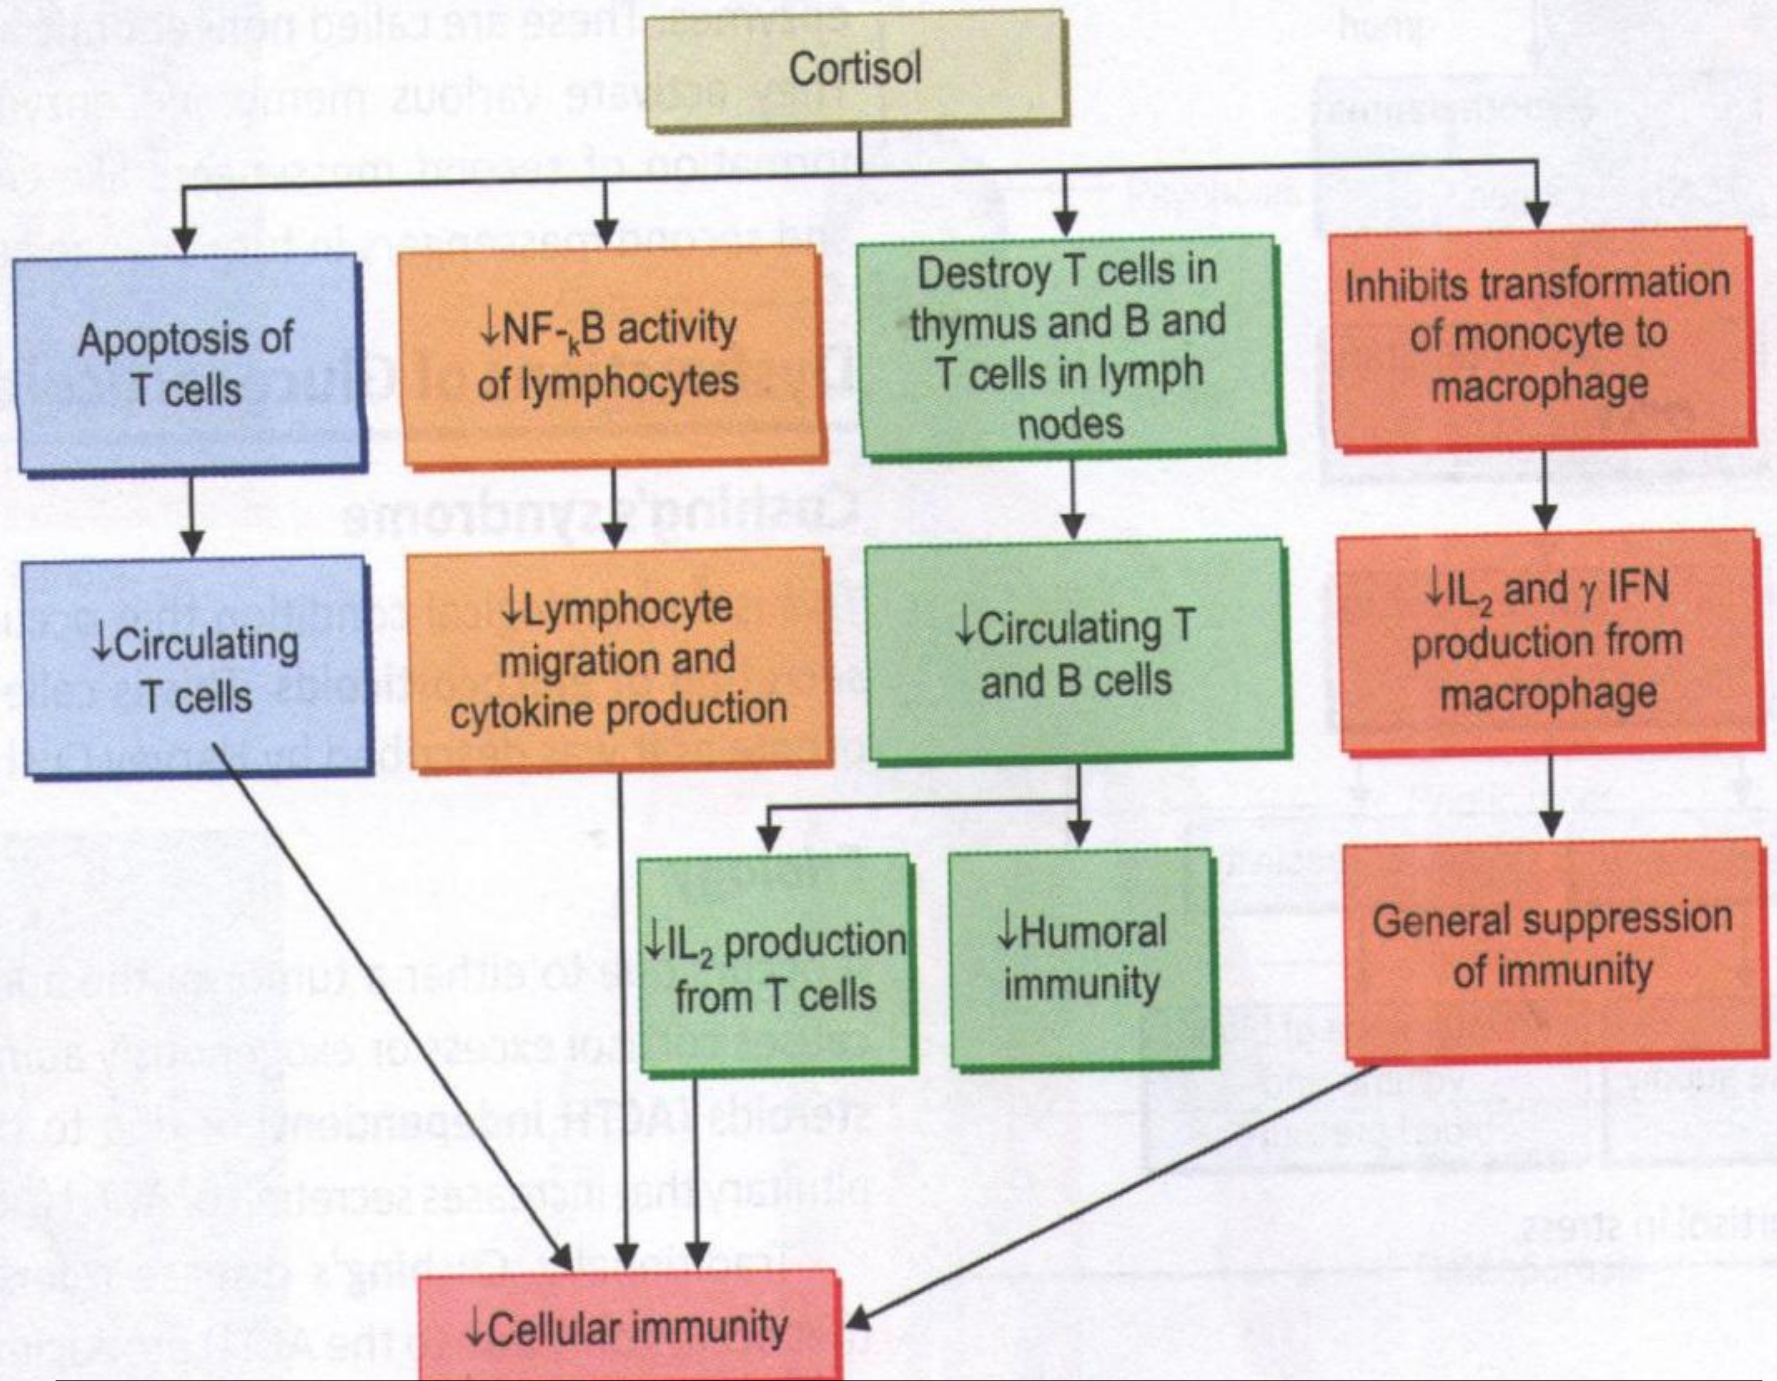 Cortisol
Apoptosis of
T cells
↓NF-kB activity
of lymphocytes
Destroy T cells in
thymus and B and
T cells in lymph
nodes
Inhibits transformation
of monocyte to
macrophage
↓Circulating
T cells
↓Lymphocyte
migration and
cytokine production
↓Circulating T
and B cells
↓IL2 and γ IFN
production from
macrophage
↓IL2 production
from T cells
↓Humoral
immunity
General suppression
of immunity
↓Cellular immunity